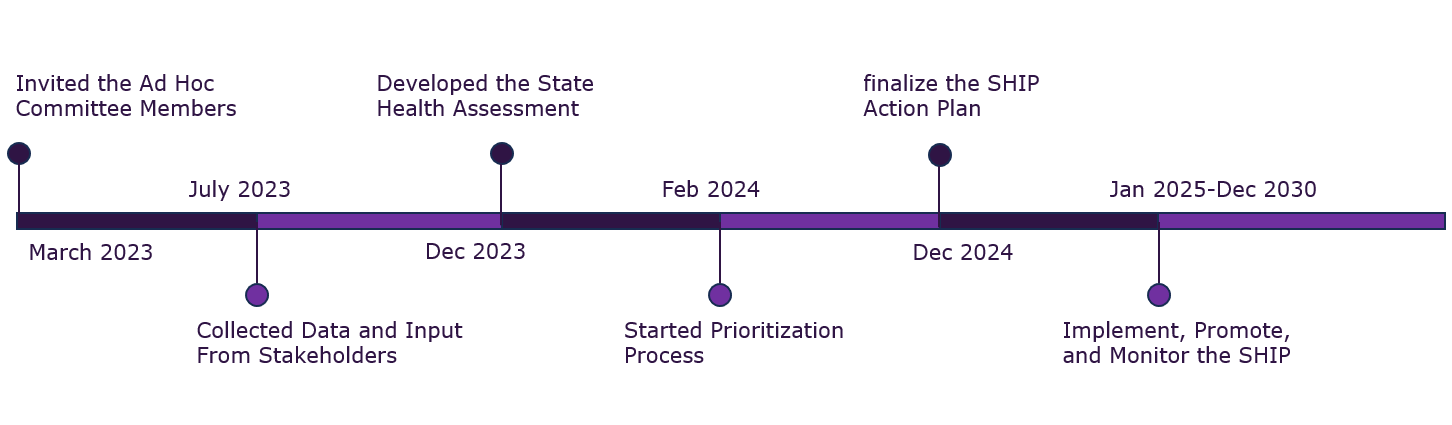 Invited the Ad Hoc
Committee Members
Developed the State
Health Assessment
finalize the SHIP
Action Plan
July 2023
Feb 2024
Jan 2025-Dec 2030
March 2023
Dec 2023
Dec 2024
Collected Data and Input
From Stakeholders
Started Prioritization
Process
Implement, Promote,
and Monitor the SHIP